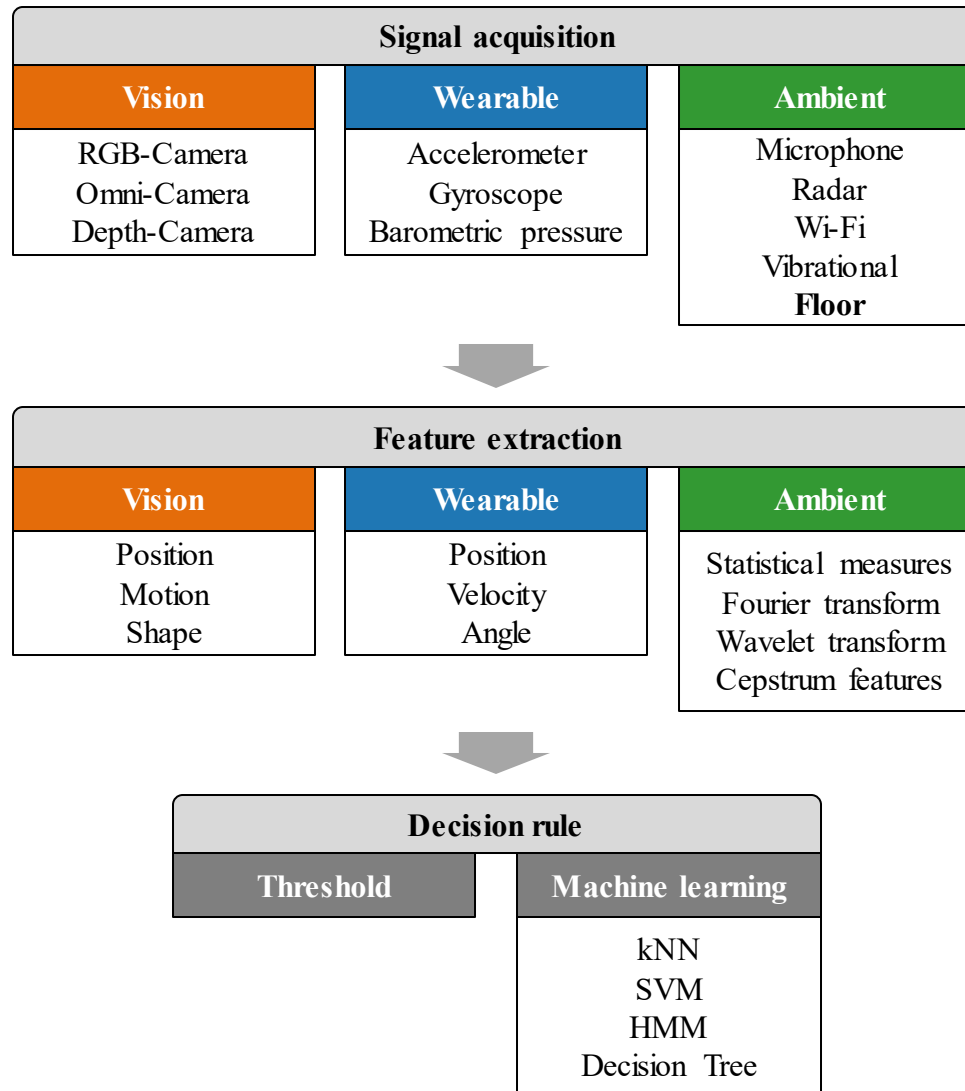 Signal acquisition
Vision
RGB-Camera
Omni-Camera
Depth-Camera
Wearable
Accelerometer
Gyroscope
Barometric pressure
Ambient
Microphone
Radar
Wi-Fi
Vibrational
Floor
Feature extraction
Vision
Position
Motion
Shape
Wearable
Position
Velocity
Angle
Ambient
Statistical measures
Fourier transform
Wavelet transform
Cepstrum features
Decision rule
Threshold
Machine learning
kNN
SVM
HMM
Decision Tree